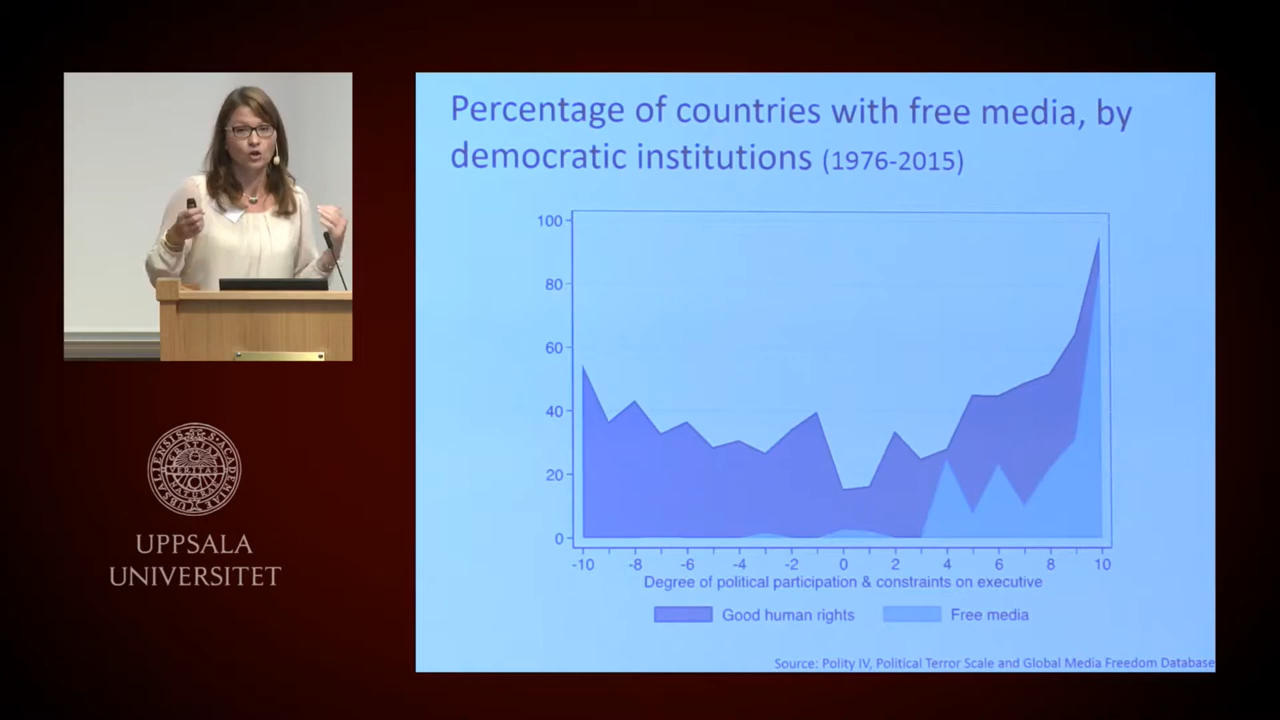 Percentage of countries with free media, by
democratic institutions (1976-2015)
100
80
60
40
20
0
-10 -8 -6 -4 -2 0 2 4 6 8 10
Degree of political participation & constraints on executive
Good human rights Free media
Source: Polity IV, Political Terror Scale and Global Media Freedom Database
UPPSALA
UNIVERSITET